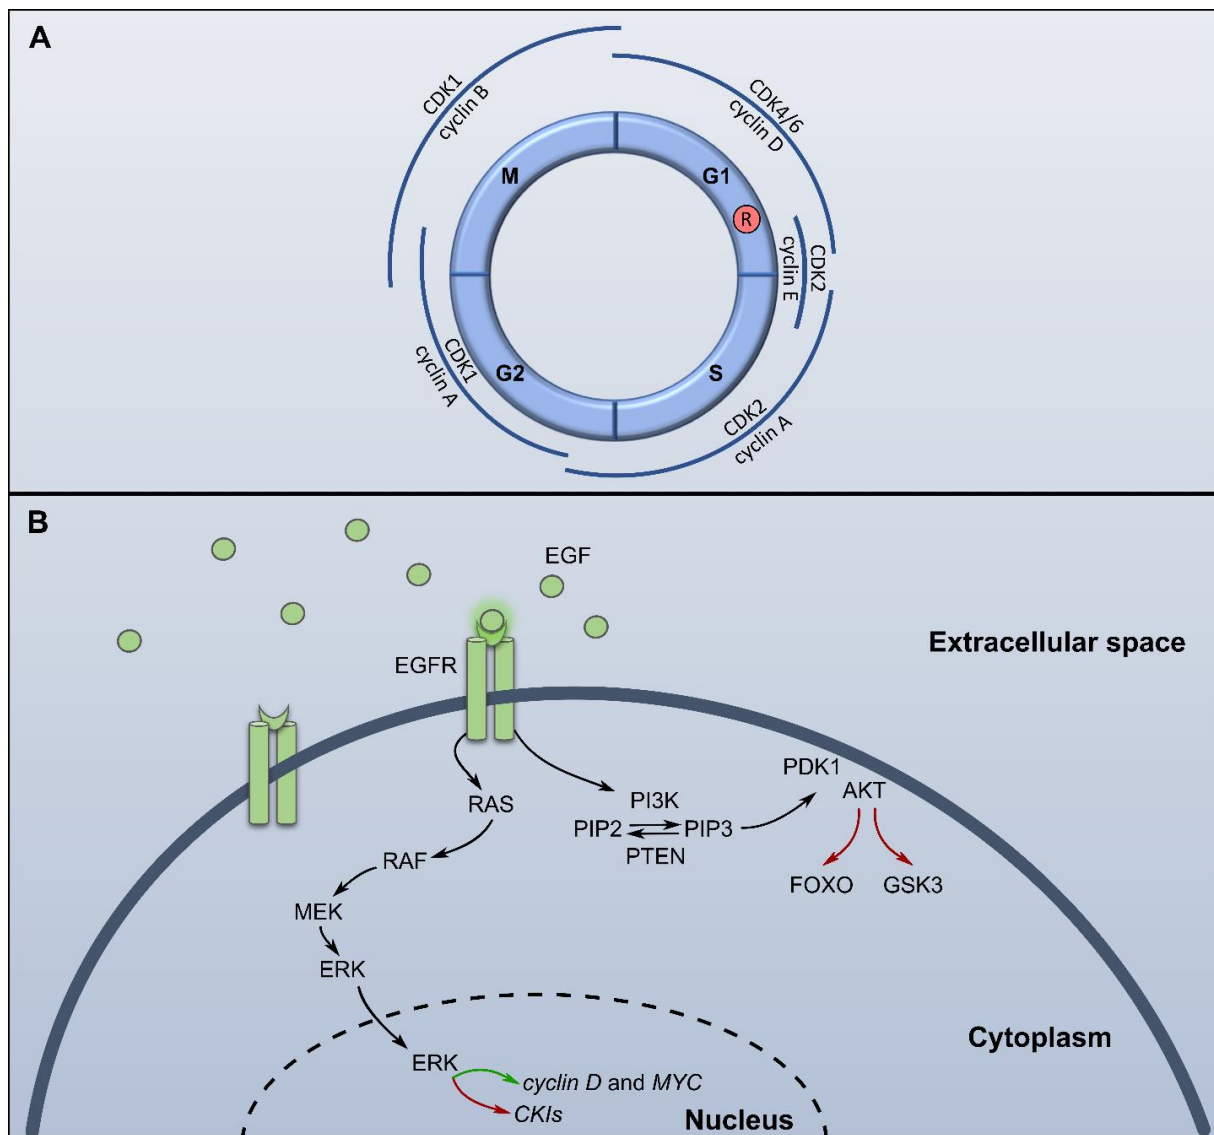 A
CDK1
cyclin B
CDK4/6
cyclin D
M
G1
R
CDK2
cyclin E
CDK1
cyclin A
G2
S
CDK2
cyclin A
B
EGF
Extracellular space
EGFR
PDK1
AKT
RAS
PI3K
PIP2
PIP3
PTEN
RAF
FOXO
GSK3
MEK
ERK
Cytoplasm
ERK
cyclin D and MYC
CKIs
Nucleus